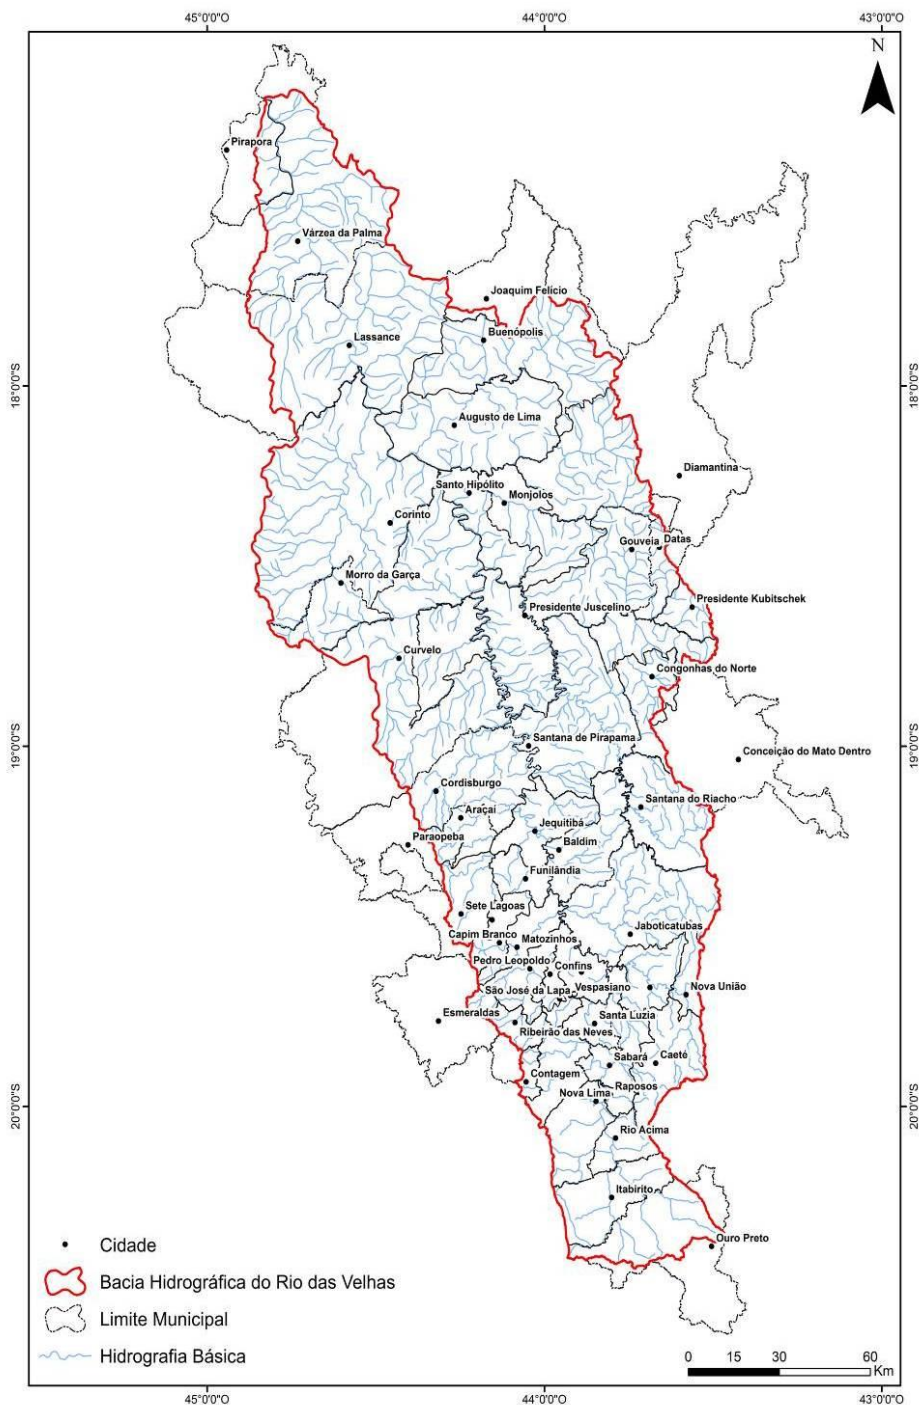 45°0'0"O
44°0'0"O
43°0'0"O
N
Pirapora
Várzea da Palma
Joaquim Felício
Buenópolis
Lassance
18°0'0"S
18°0'0"S
Augusto de Lima
Diamantina
Santo Hipólito
Monjolos
Corinto
Gouveia
Datas
Morro da Garça
Presidente Kubitschek
Presidente Juscelino
Curvelo
Congonhas do Norte
Santana de Pirapama
19°0'0"S
19°0'0"S
Conceição do Mato Dentro
Cordisburgo
Santana do Riacho
Araçaí
Jequitibá
Paraopeba
Baldim
Funilândia
Sete Lagoas
Jaboticatubas
Capim Branco
Matozinhos
Pedro Leopoldo
Confins
São José da Lapa
Vespasiano
Nova União
Esmeraldas
Santa Luzia
Ribeirão das Neves
Sabará
Caeté
Contagem
Raposos
Nova Lima
20°0'0"S
20°0'0"S
Rio Acima
Itabirito
Ouro Preto
Cidade
Bacia Hidrográfica do Rio das Velhas
Limite Municipal
Hidrografia Básica
0 15 30 60
Km
45°0'0"O
44°0'0"O
43°0'0"O